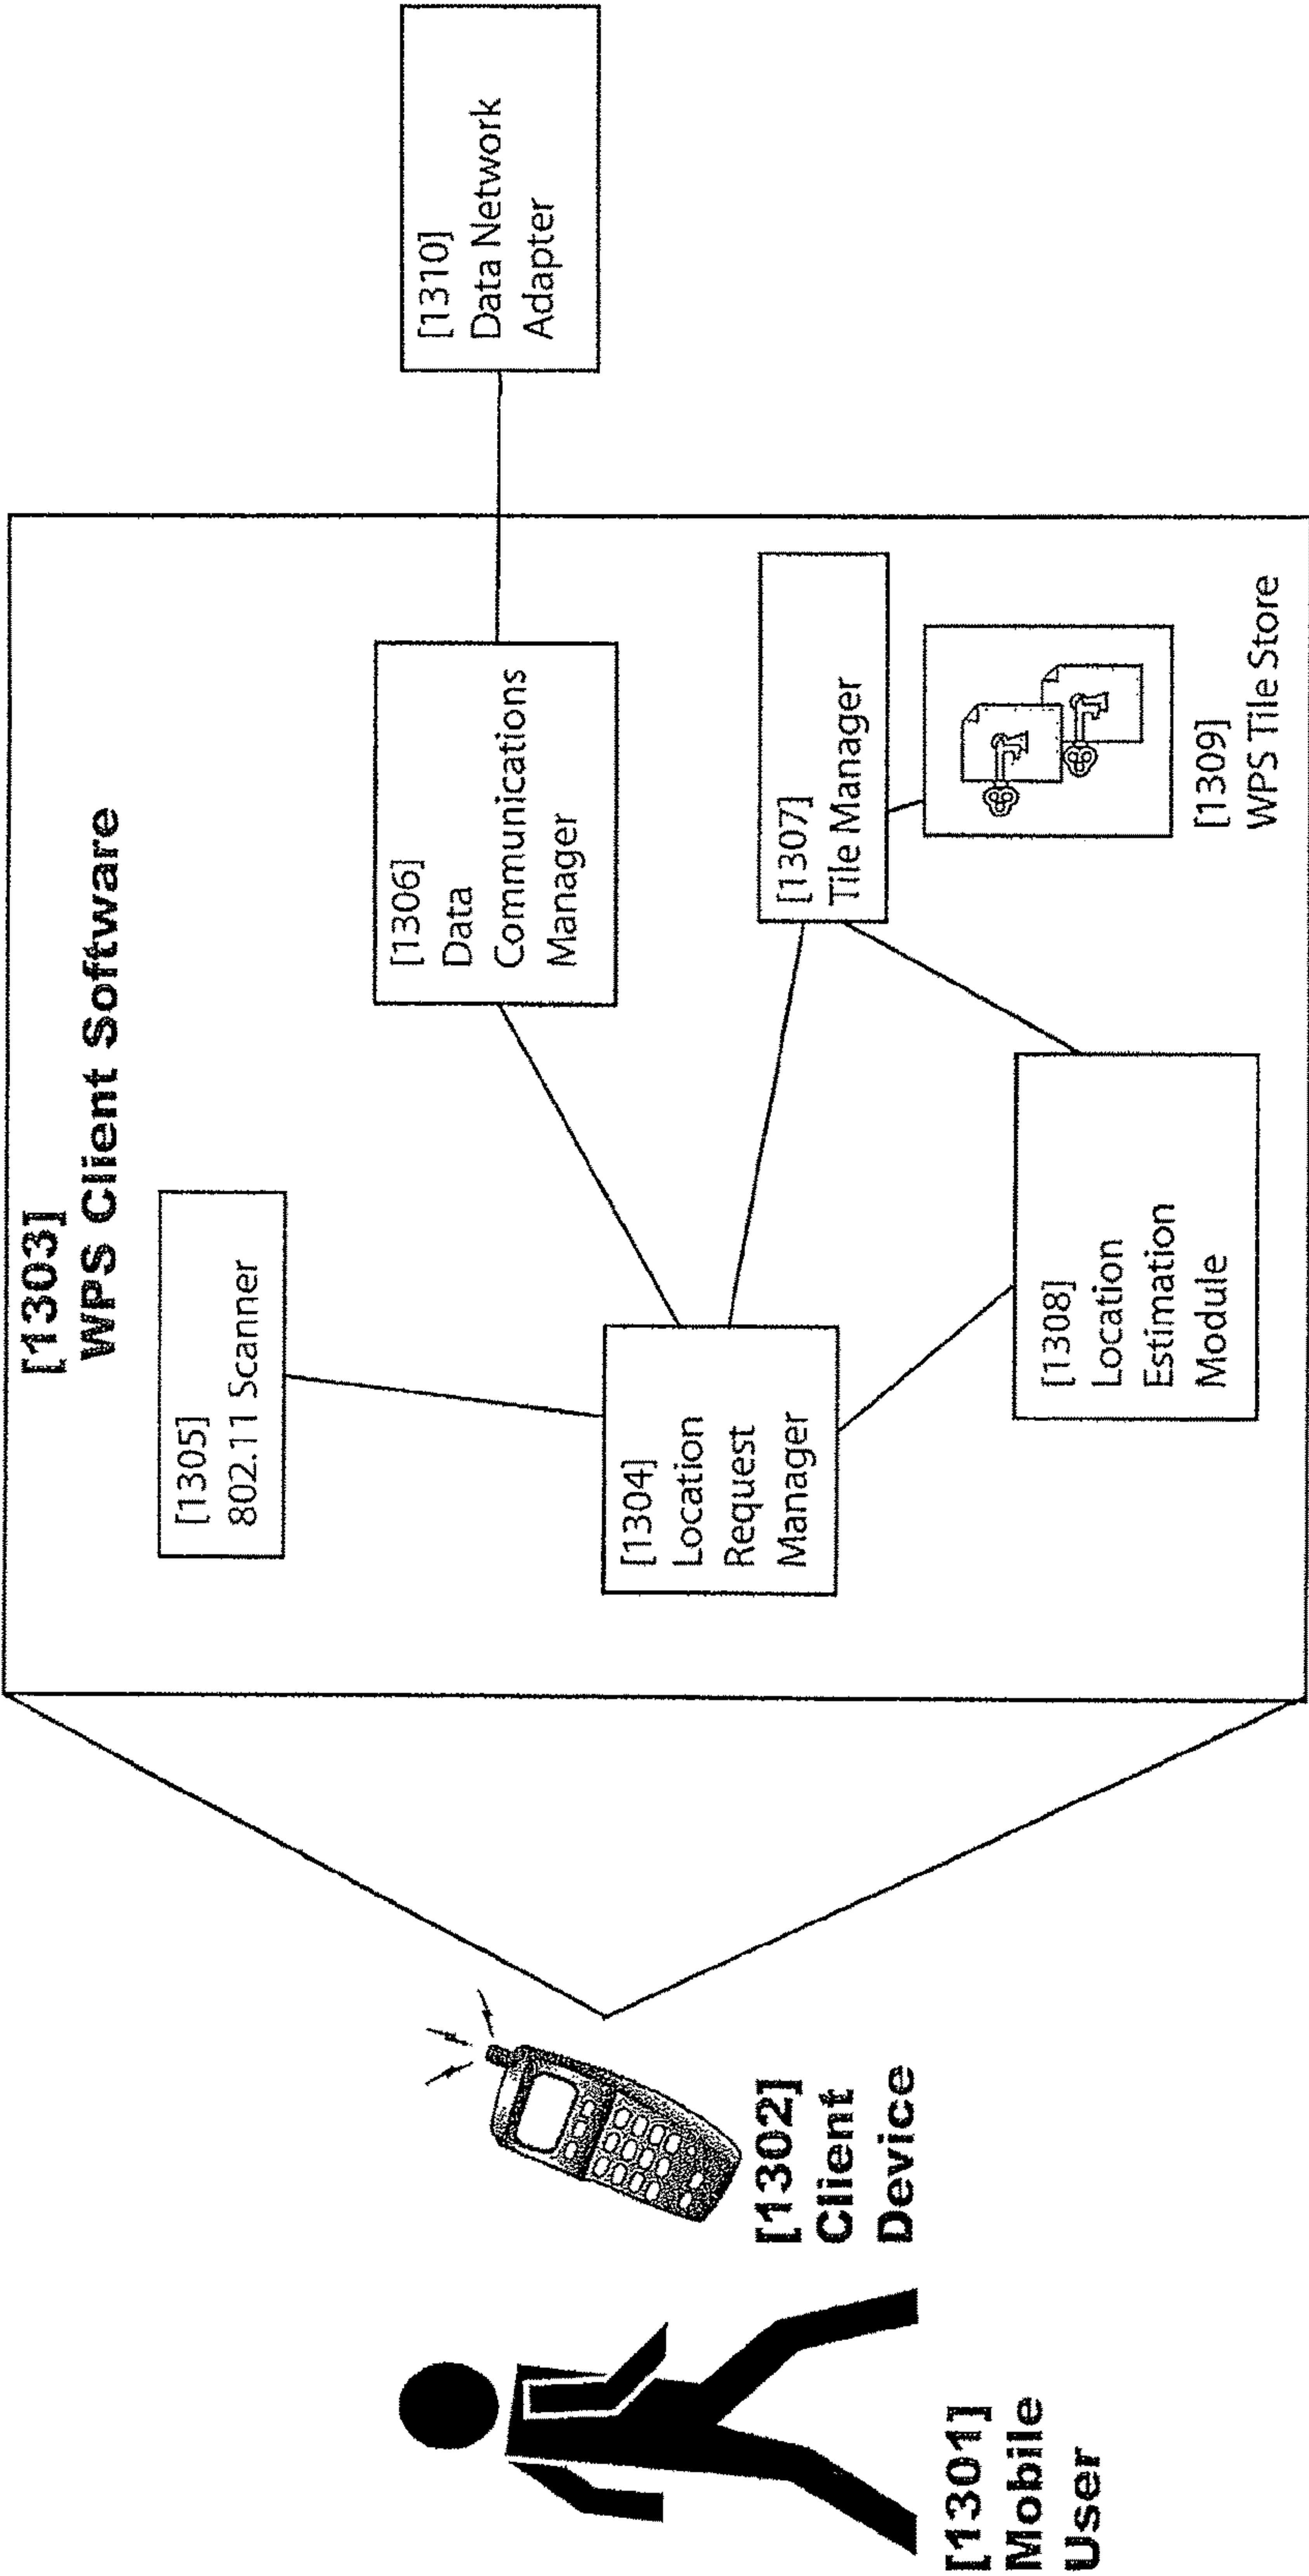 [1301]
Mobile
User
[1302]
Client
Device
[1303]
WPS Client Software
[1305]
802.11 Scanner
[1304]
Location
Request
Manager
[1306]
Data
Communications
Manager
[1307]
Tile Manager
[1308]
Location
Estimation
Module
[1309]
WPS Tile Store
[1310]
Data Network
Adapter